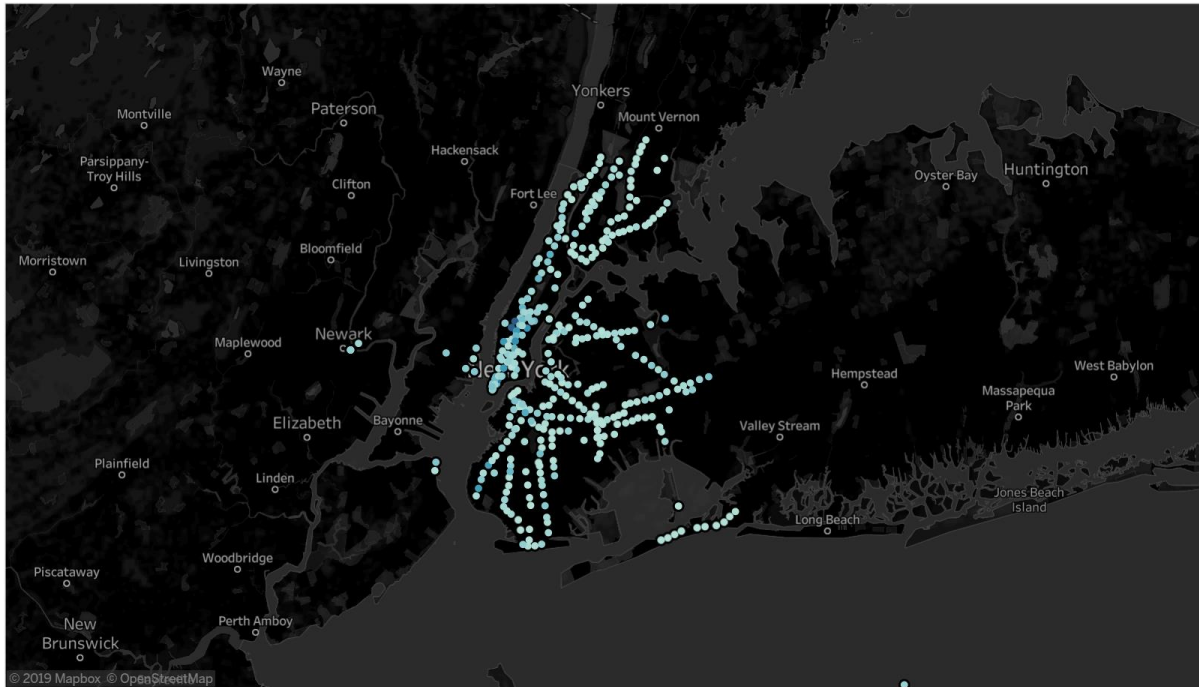 Wayne
Yonkers
Paterson
Montville
Mount Vernon
Hackensack
Parsippany-
Troy Hills
Huntington
Oyster Bay
Clifton
Fort Lee
Bloomfield
Morristown
Livingston
Newark
Maplewood
West Babylon
Hempstead
Massapequa
Park
Bayonne
Elizabeth
Valley Stream
Plainfield
Linden
Jones Beach
Island
Long Beach
Woodbridge
Piscataway
Perth Amboy
New
Brunswick
© 2019 Mapbox © OpenStreetMap